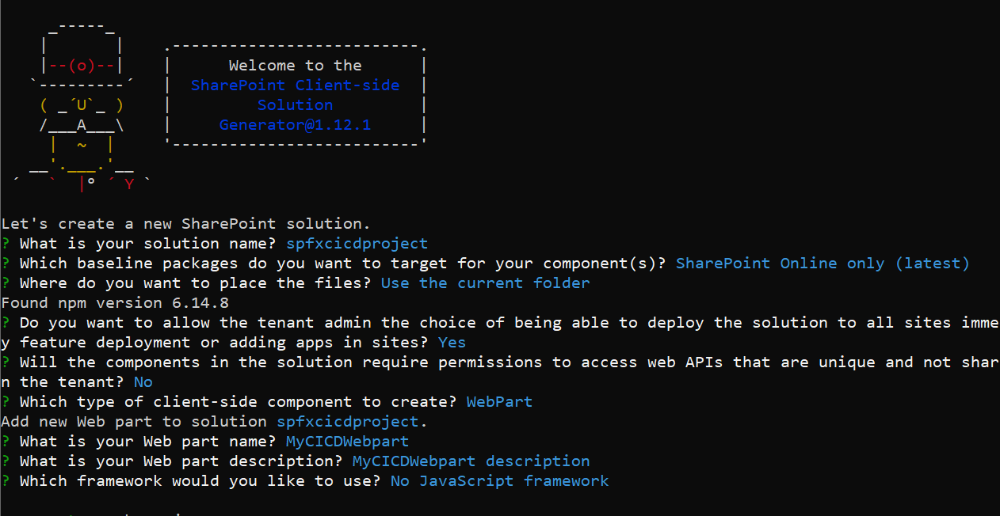 Welcome to the
SharePoint Client-side
Solution
Generator@1.12.1
Let's create a new SharePoint solution.
? What is your solution name? spfxcicdproject
? Which baseline packages do you want to target for your component(s)? SharePoint Online only (latest)
? Where do you want to place the files? Use the current folder
Found npm version 6.14.8
? Do you want to allow the tenant admin the choice of being able to deploy the solution to all sites imme
y feature deployment or adding apps in sites? Yes
? Will the components in the solution require permissions to access web APIs that are unique and not shar
n the tenant? No
? Which type of client-side component to create? WebPart
Add new Web part to solution spfxcicdproject.
? What is your Web part name? MyCICDWebpart
? What is your Web part description? MyCICDWebpart description
? Which framework would you like to use? No JavaScript framework